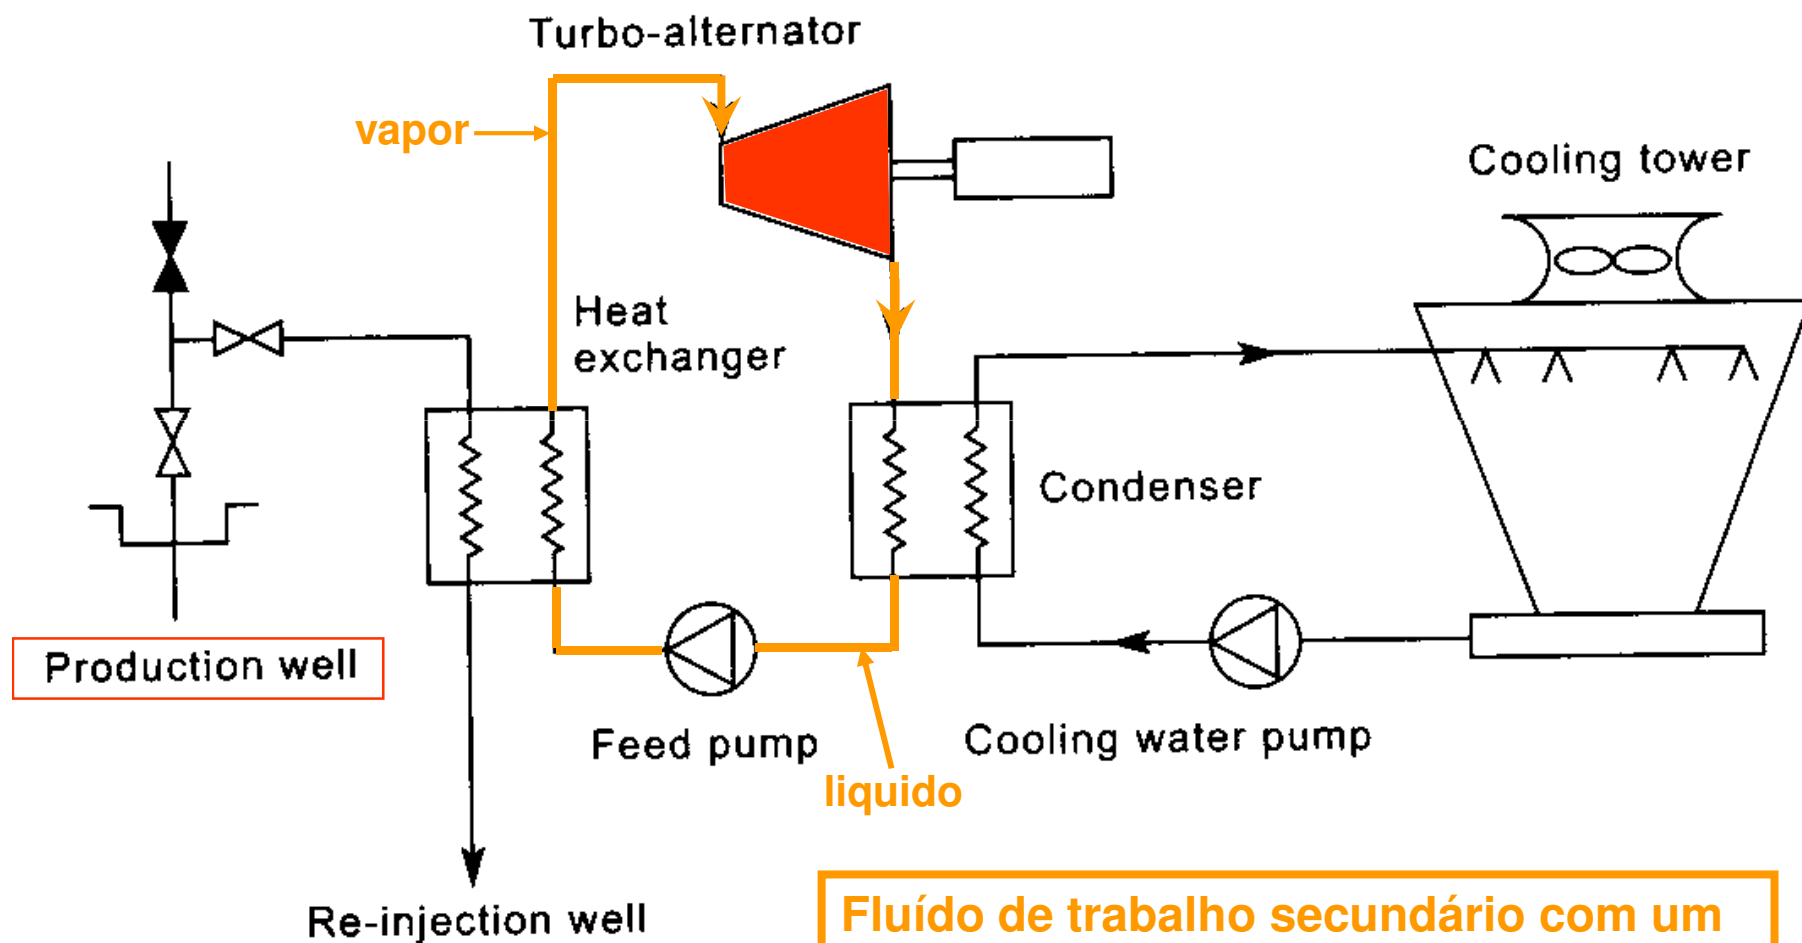 Turbo-alternator
vapor
Cooling tower
Heat
exchanger
Condenser
Production well
Feed pump
Cooling water pump
liquido
Re-injection well
Fluído de trabalho secundário com um